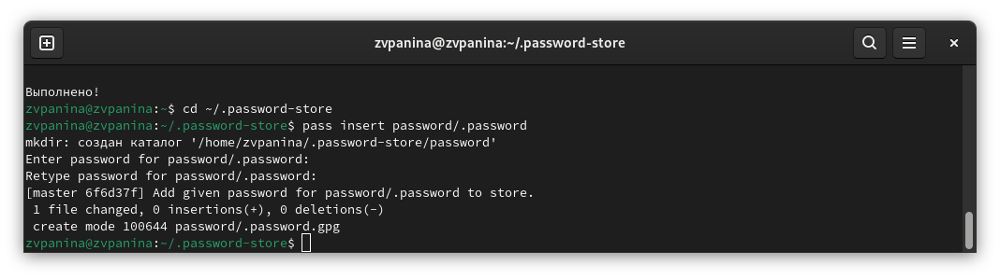 zvpanina@zvpanina:~/.password-store
Выполнено!
zvpanina@zvpanina:~$ cd ~/.password-store
zvpanina@zvpanina:~/.password-store$ pass insert password/.password
mkdir: создан каталог '/home/zvpanina/.password-store/password'
Enter password for password/.password:
Retype password for password/.password:
[master 6f6d37f] Add given password for password/.password to store.
 1 file changed, 0 insertions(+), 0 deletions(-)
 create mode 100644 password/.password.gpg
zvpanina@zvpanina:~/.password-store$